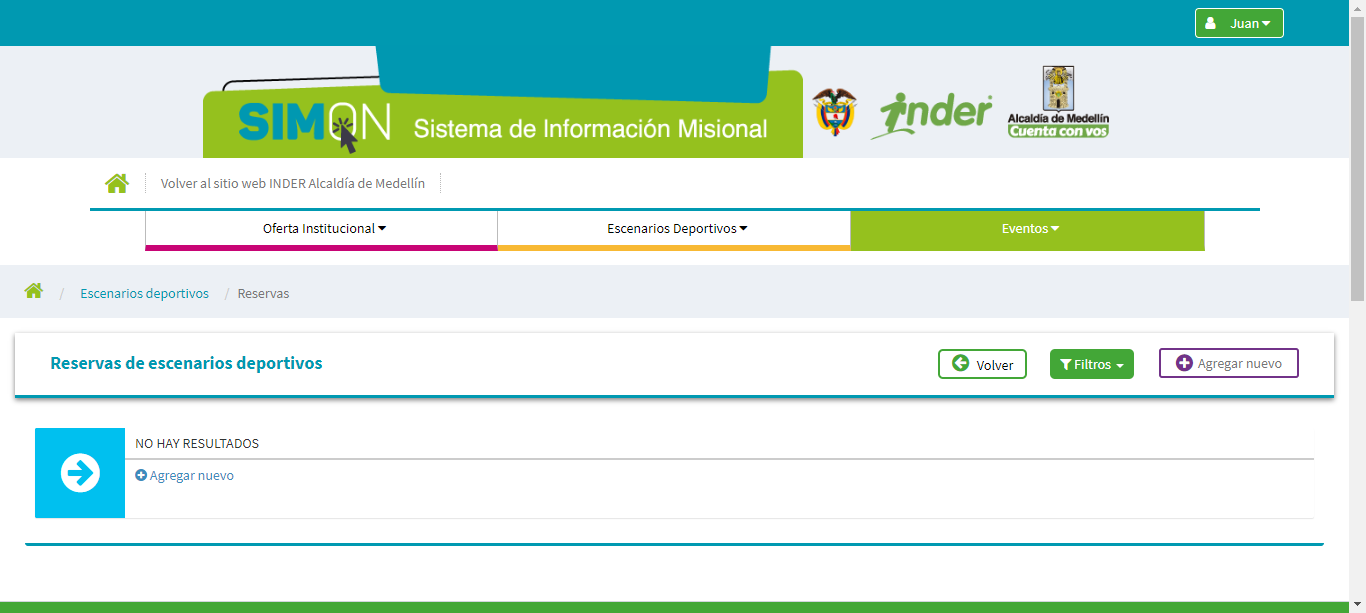 Juan
SIMON Sistema de Información Misional
inder
Alcaldía de Medellín
Cuenta con vos
Volver al sitio web INDER Alcaldía de Medellín
Oferta Institucional Escenarios Deportivos Eventos
/ Escenarios deportivos / Reservas
Reservas de escenarios deportivos Volver Filtros Agregar nuevo
NO HAY RESULTADOS
Agregar nuevo